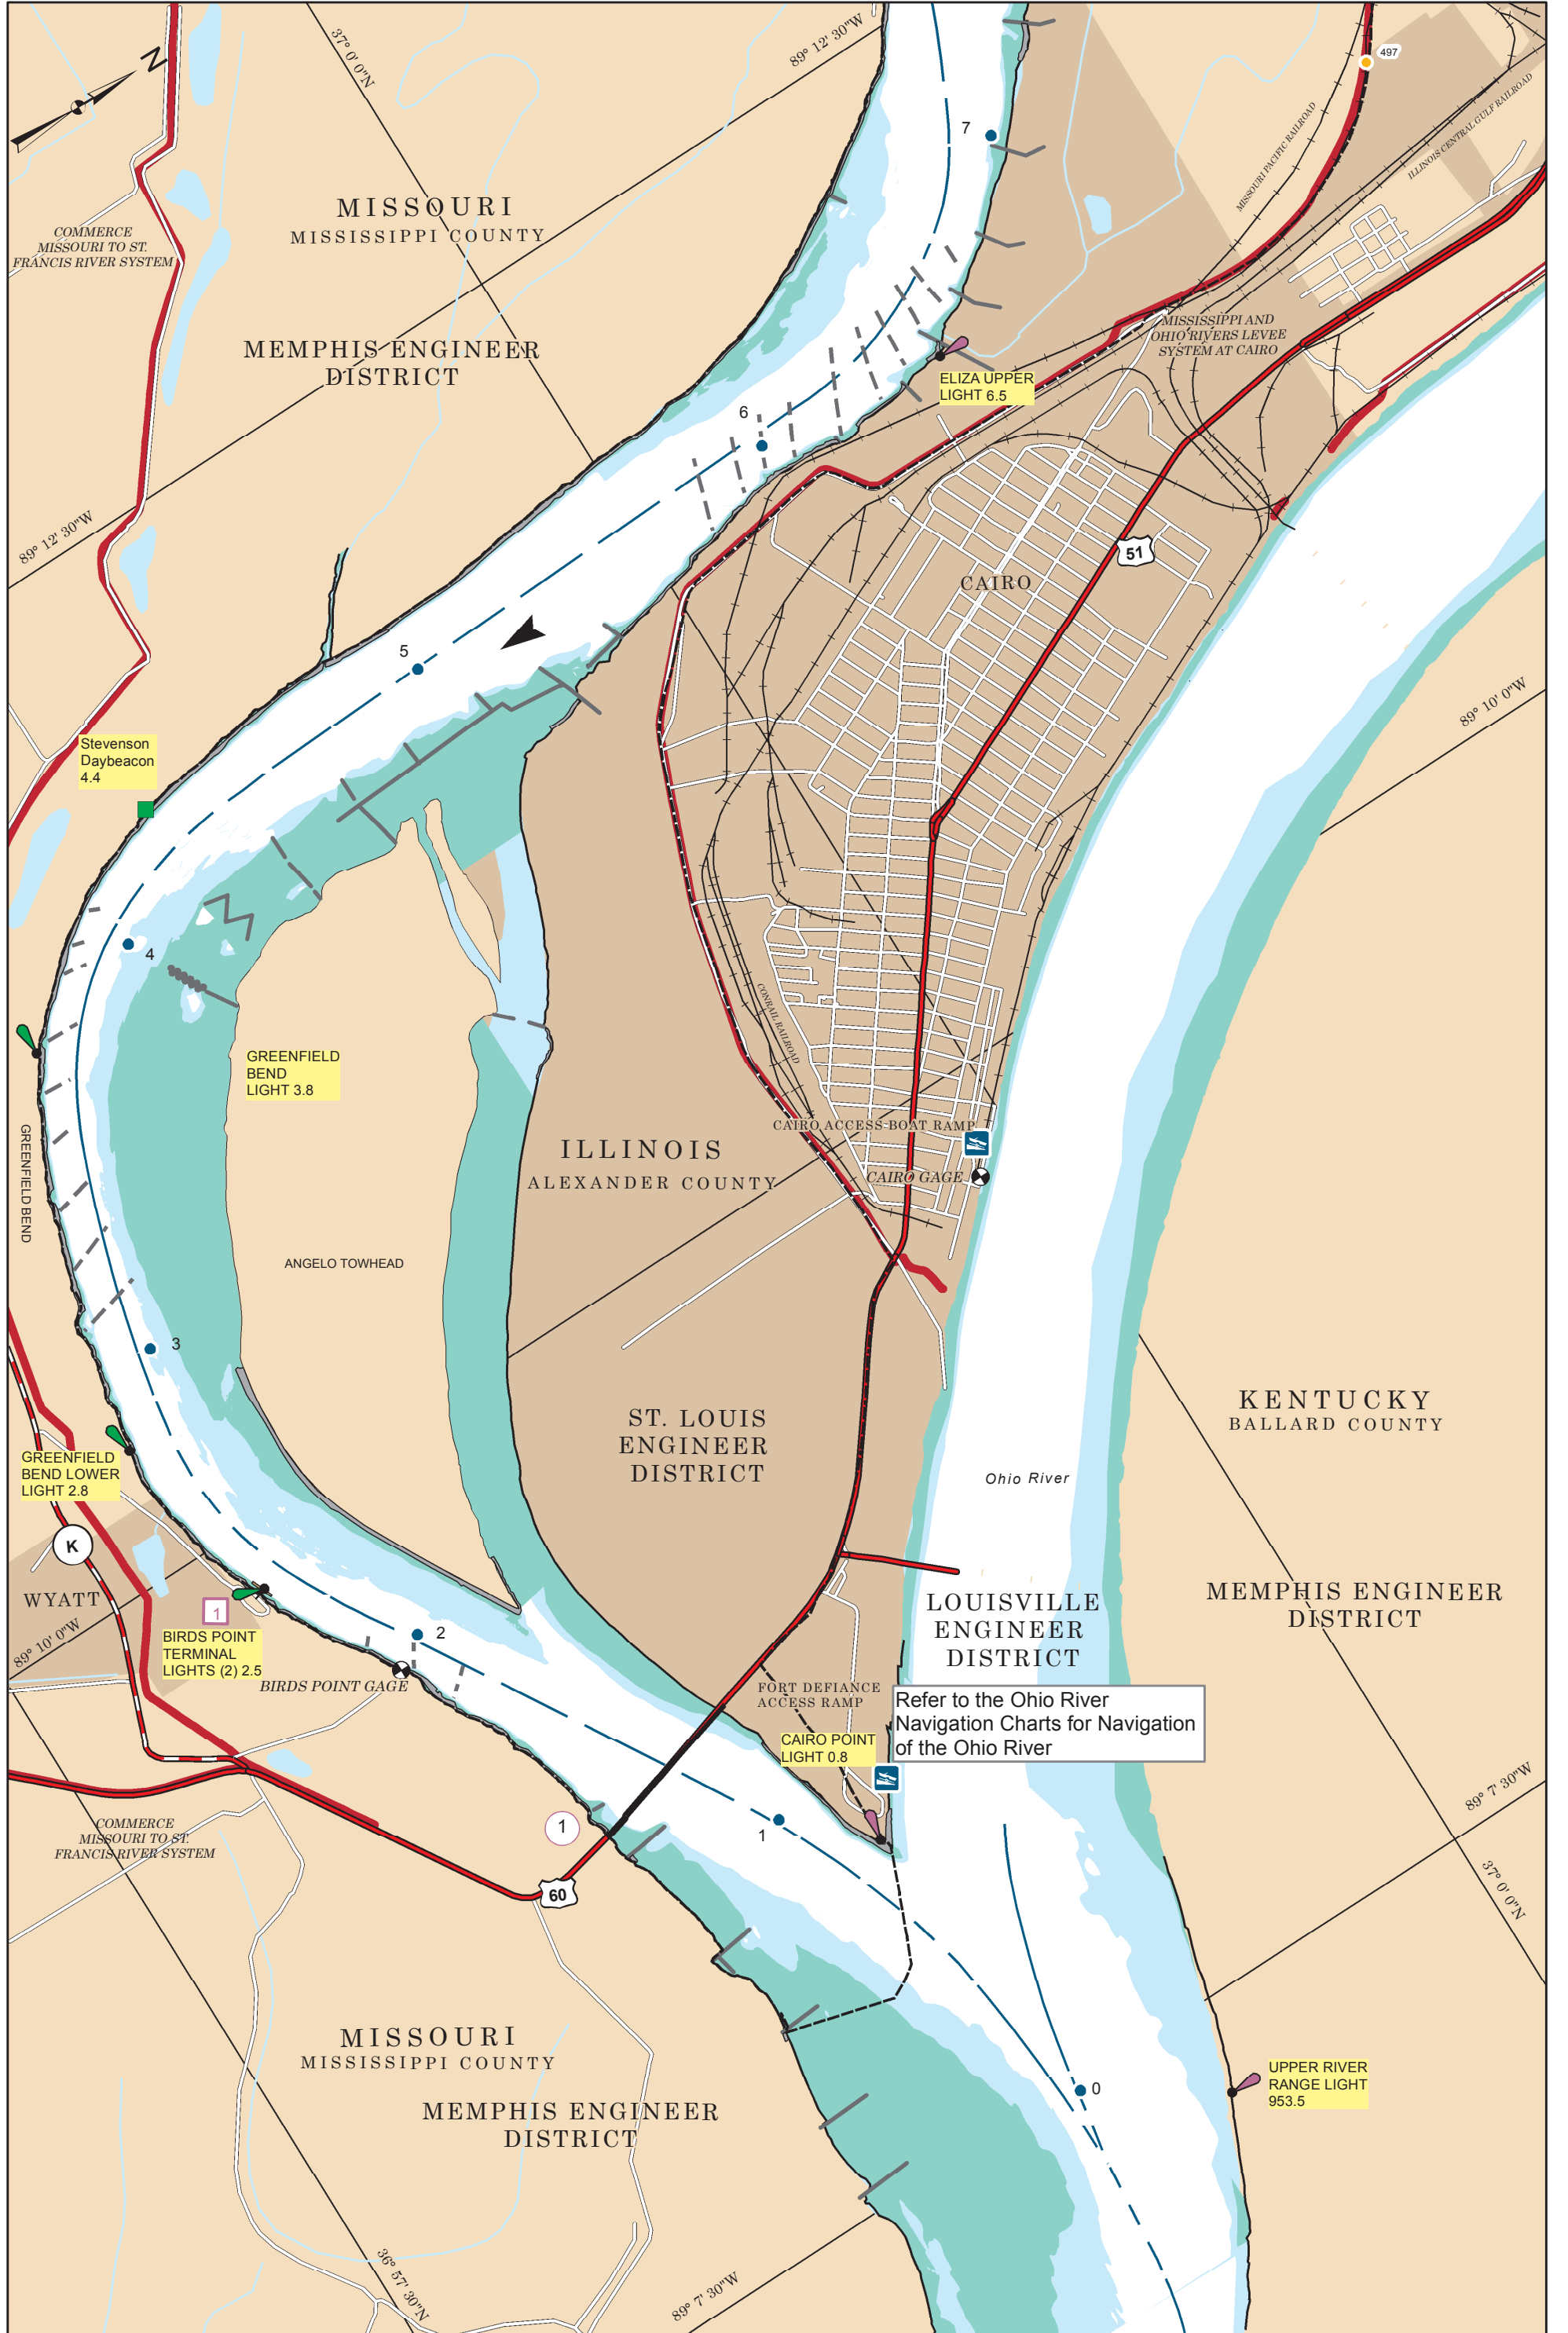 N
37° 0' 0"N
89° 12' 30"W
497
7
MISSOURI PACIFIC RAILROAD
ILLINOIS CENTRAL GULF RAILROAD
MISSOURI
MISSISSIPPI COUNTY
COMMERCE
MISSOURI TO ST.
FRANCIS RIVER SYSTEM
MEMPHIS ENGINEER
DISTRICT
MISSISSIPPI AND
OHIO RIVERS LEVEE
SYSTEM AT CAIRO
ELIZA UPPER
LIGHT 6.5
6
89° 12' 30"W
51
CAIRO
5
89° 10' 0"W
Stevenson
Daybeacon
4.4
4
CONRAIL RAILROAD
GREENFIELD
BEND
LIGHT 3.8
GREENFIELD BEND
CAIRO ACCESS BOAT RAMP
ILLINOIS
ALEXANDER COUNTY
CAIRO GAGE
ANGELO TOWHEAD
3
KENTUCKY
BALLARD COUNTY
ST. LOUIS
ENGINEER
DISTRICT
GREENFIELD
BEND LOWER
LIGHT 2.8
Ohio River
K
WYATT
89° 10' 0"W
1
BIRDS POINT
TERMINAL
LIGHTS (2) 2.5
2
BIRDS POINT GAGE
LOUISVILLE
ENGINEER
DISTRICT
MEMPHIS ENGINEER
DISTRICT
FORT DEFIANCE
ACCESS RAMP
Refer to the Ohio River
Navigation Charts for Navigation
of the Ohio River
CAIRO POINT
LIGHT 0.8
89° 7' 30"W
1
1
COMMERCE
MISSOURI TO ST.
FRANCIS RIVER SYSTEM
60
37° 0' 0"N
MISSOURI
MISSISSIPPI COUNTY
UPPER RIVER
RANGE LIGHT
953.5
0
MEMPHIS ENGINEER
DISTRICT
36° 57' 30"N
89° 7' 30"W